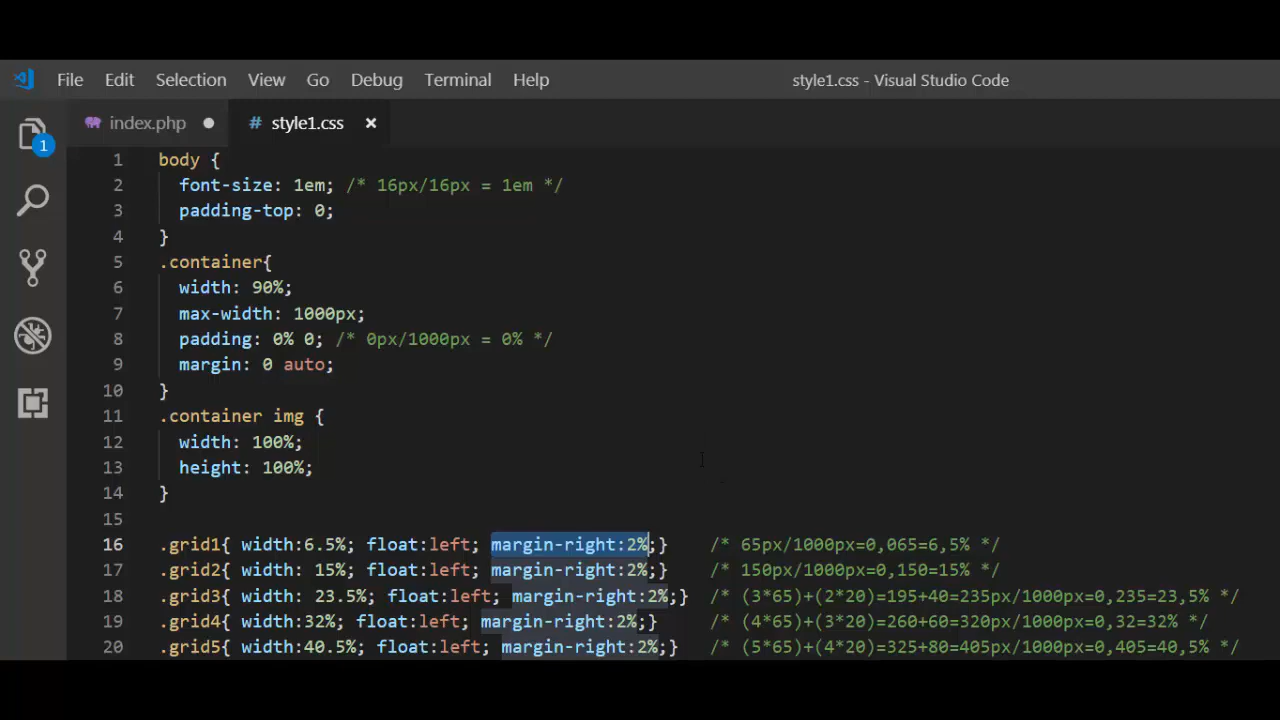 File Edit Selection View Go Debug Terminal Help style1.css - Visual Studio Code
index.php ● # style1.css ×
1
1 body {
2 font-size: 1em; /* 16px/16px = 1em */
3 padding-top: 0;
4 }
5 .container{
6 width: 90%;
7 max-width: 1000px;
8 padding: 0% 0; /* 0px/1000px = 0% */
9 margin: 0 auto;
10 }
11 .container img {
12 width: 100%;
13 height: 100%;
14 }
15
16 .grid1{ width:6.5%; float:left; margin-right:2%;} /* 65px/1000px=0,065=6,5% */
17 .grid2{ width: 15%; float:left; margin-right:2%;} /* 150px/1000px=0,150=15% */
18 .grid3{ width: 23.5%; float:left; margin-right:2%;} /* (3*65)+(2*20)=195+40=235px/1000px=0,235=23,5% */
19 .grid4{ width:32%; float:left; margin-right:2%;} /* (4*65)+(3*20)=260+60=320px/1000px=0,32=32% */
20 .grid5{ width:40.5%; float:left; margin-right:2%;} /* (5*65)+(4*20)=325+80=405px/1000px=0,405=40,5% */